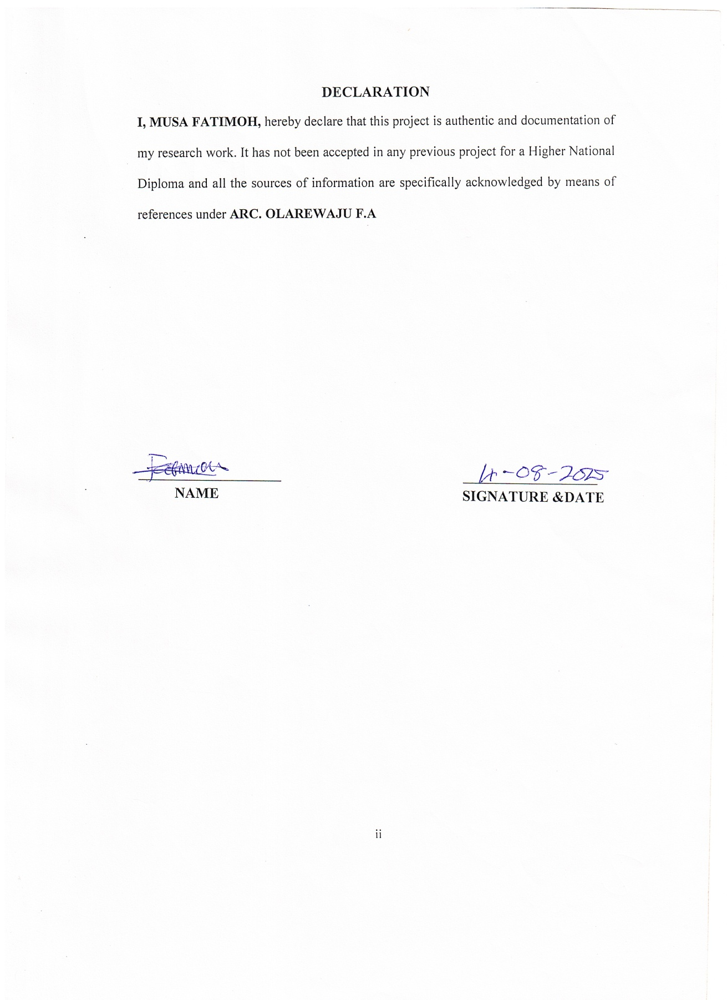 DECLARATION
I, MUSA FATIMOH, hereby declare that this project is authentic and documentation of
my research work. It has not been accepted in any previous project for a Higher National
Diploma and all the sources of information are specifically acknowledged by means of
references under ARC. OLAREWAJU F.A
4-08-2025
NAME
SIGNATURE &DATE
ii